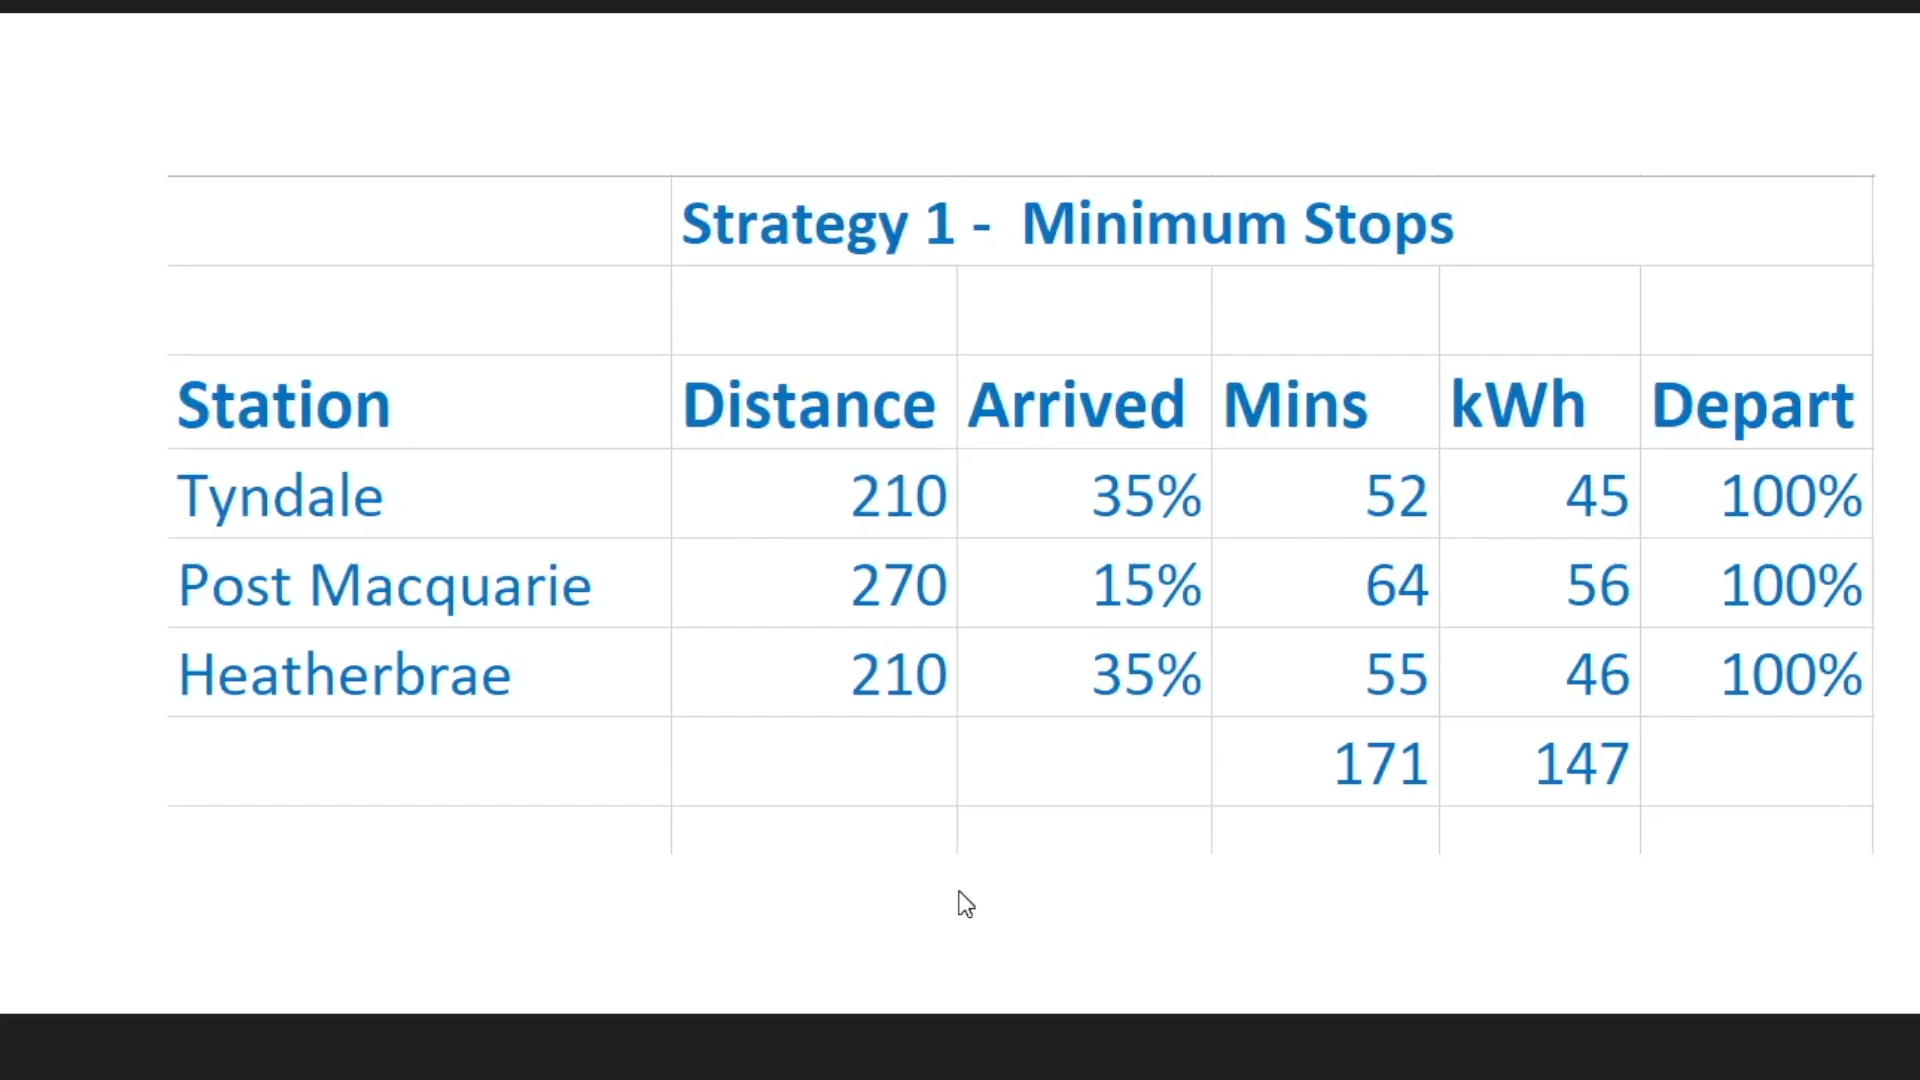 Strategy 1 -  Minimum Stops
Station Distance Arrived Mins kWh Depart
Tyndale 210 35% 52 45 100%
Post Macquarie 270 15% 64 56 100%
Heatherbrae 210 35% 55 46 100%
171 147